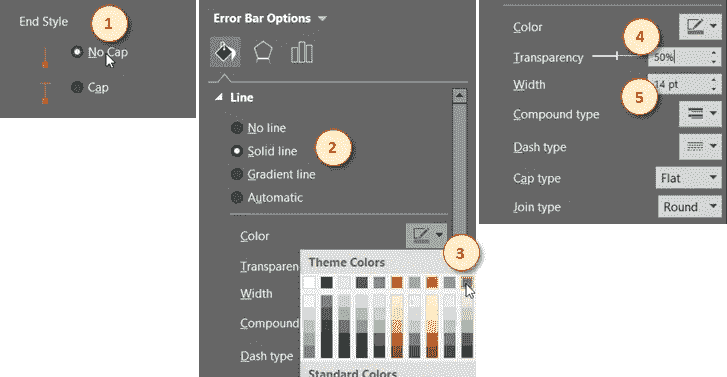 End Style
1
No Cap
Cap
Error Bar Options
Line
No line
Solid line
2
Gradient line
Automatic
Color
3
Theme Colors
Transparen
Width
Compound
Dash type
Standard Colors
Color
4
Transparency
50%
Width
14 pt
5
Compound type
Dash type
Cap type
Flat
Join type
Round